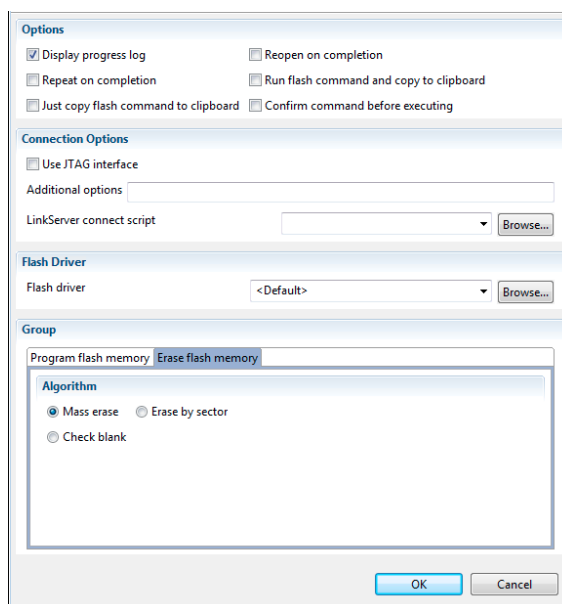 Options
Display progress log Reopen on completion
Repeat on completion Run flash command and copy to clipboard
Just copy flash command to clipboard Confirm command before executing
Connection Options
Use JTAG interface
Additional options
LinkServer connect script Browse...
Flash Driver
Flash driver <Default> Browse...
Group
Program flash memory Erase flash memory
Algorithm
Mass erase Erase by sector
Check blank
OK Cancel